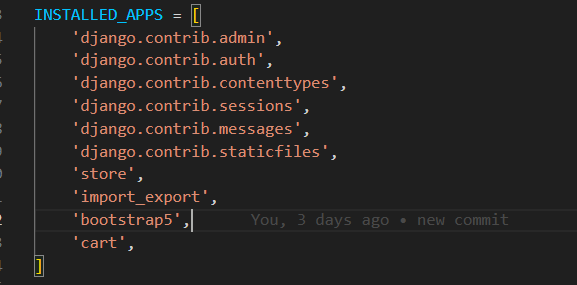 INSTALLED_APPS = [
'django.contrib.admin',
'django.contrib.auth',
'django.contrib.contenttypes',
'django.contrib.sessions',
'django.contrib.messages',
'django.contrib.staticfiles',
'store',
'import_export',
'bootstrap5', You, 3 days ago • new commit
'cart',
]